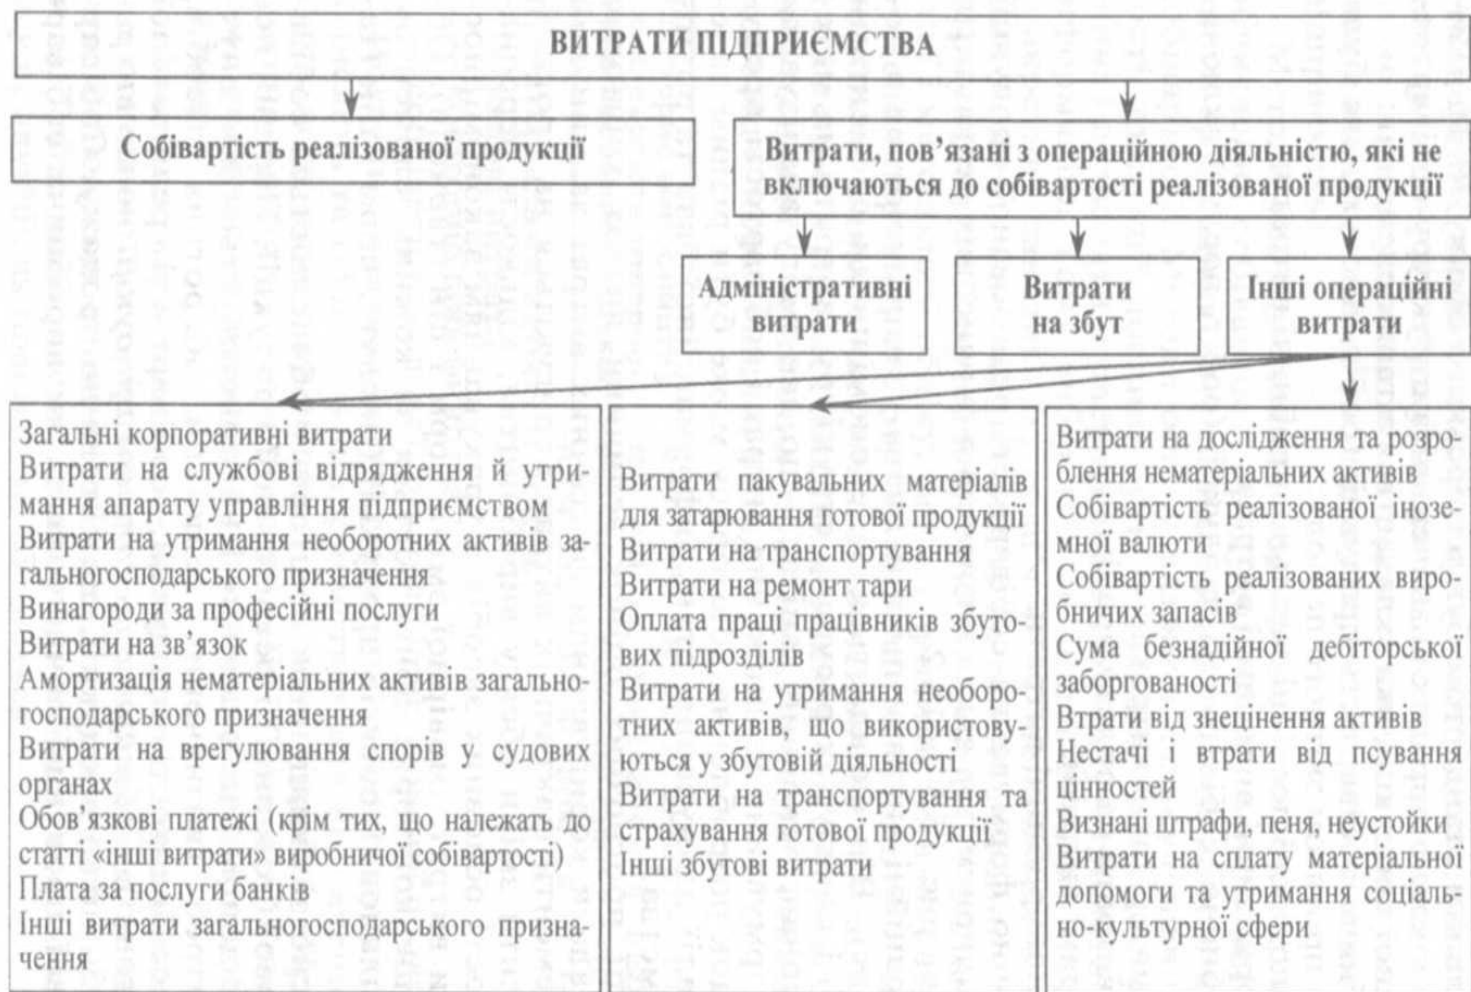 ВИТРАТИ ПІДПРИЄМСТВА
Собівартість реалізованої продукції
Витрати, пов’язані з операційною діяльністю, які не
включаються до собівартості реалізованої продукції
Адміністративні
витрати
Витрати
на збут
Інші операційні
витрати
Загальні корпоративні витрати
Витрати на службові відрядження й утри-
мання апарату управління підприємством
Витрати на утримання необоротних активів за-
гальногосподарського призначення
Винагороди за професійні послуги
Витрати на зв’язок
Амортизація нематеріальних активів загально-
господарського призначення
Витрати на врегулювання спорів у судових
органах
Обов’язкові платежі (крім тих, що належать до
статті «інші витрати» виробничої собівартості)
Плата за послуги банків
Інші витрати загальногосподарського призна-
чення
Витрати пакувальних матеріалів
для затарювання готової продукції
Витрати на транспортування
Витрати на ремонт тари
Оплата праці працівників збуто-
вих підрозділів
Витрати на утримання необоро-
тних активів, що використову-
ються у збутовій діяльності
Витрати на транспортування та
страхування готової продукції
Інші збутові витрати
Витрати на дослідження та розро-
блення нематеріальних активів
Собівартість реалізованої інозе-
мної валюти
Собівартість реалізованих виро-
бничих запасів
Сума безнадійної дебіторської
заборгованості
Втрати від знецінення активів
Нестачі і втрати від псування
цінностей
Визнані штрафи, пеня, неустойки
Витрати на сплату матеріальної
допомоги та утримання соціаль-
но-культурної сфери